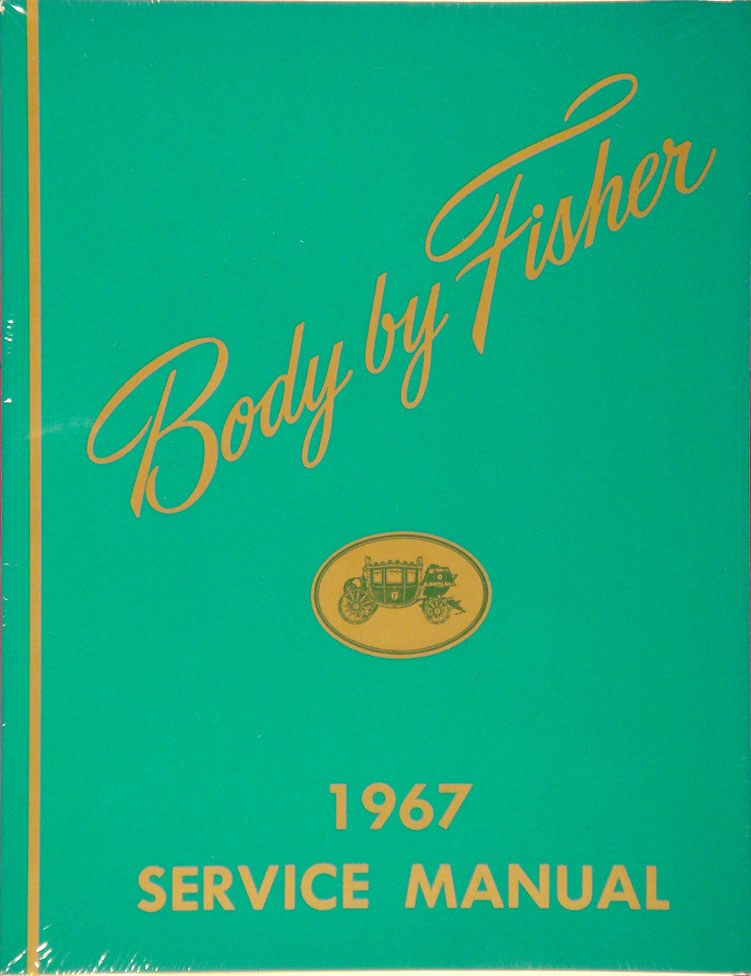 Body by Fisher
1967
SERVICE MANUAL